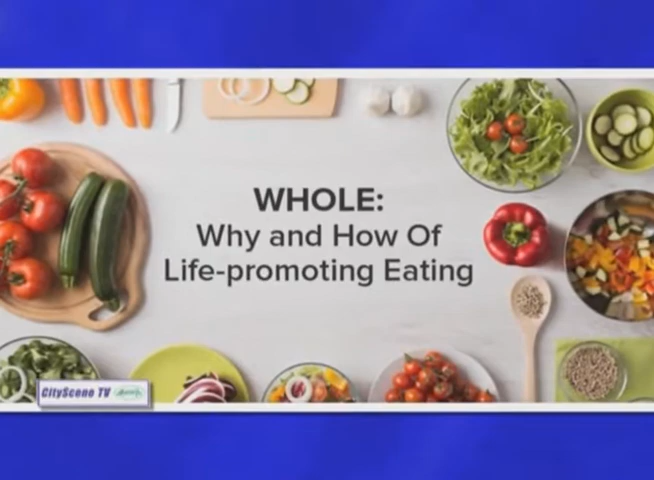 WHOLE:
Why and How Of
Life-promoting Eating
CityScene TV